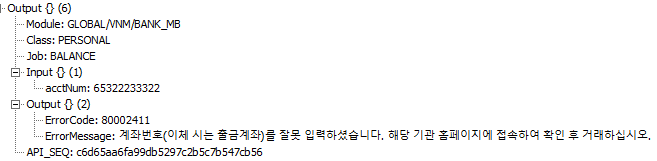 Output {} (6)
Module: GLOBAL/VNM/BANK_MB
Class: PERSONAL
Job: BALANCE
Input {} (1)
acctNum: 65322233322
Output {} (2)
ErrorCode: 80002411
ErrorMessage: 계좌번호(이체 시는 출금계좌)를 잘못 입력하셨습니다. 해당 기관 홈페이지에 접속하여 확인 후 거래하십시오.
API_SEQ: c6d65aa6fa99db5297c2b5c7b547cb56